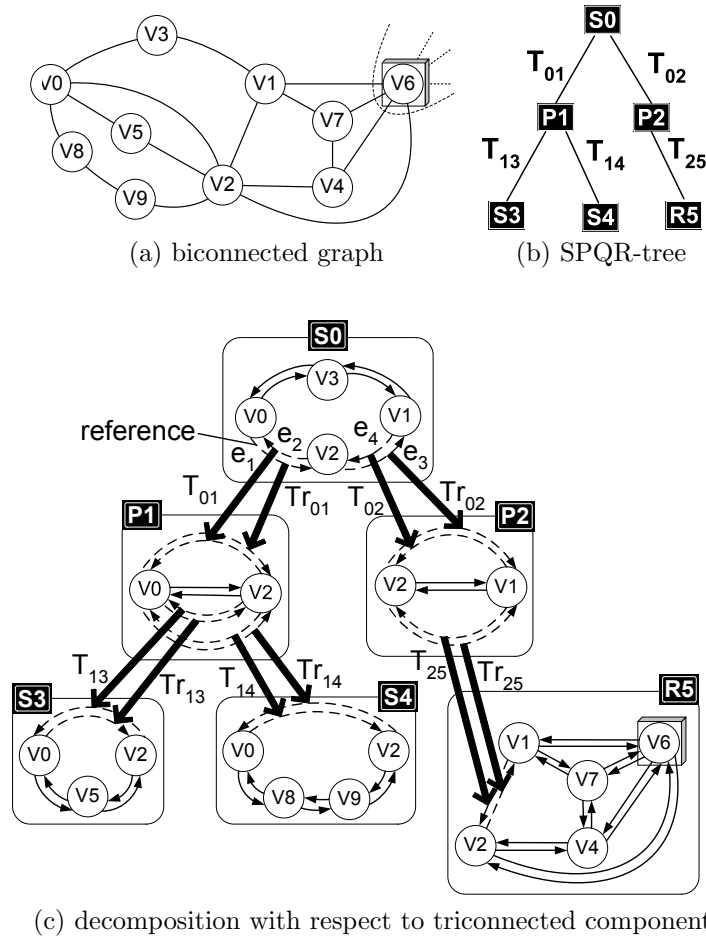 V3
V0
V1
V6
V5
V7
V8
V9
V2
V4
(a) biconnected graph
S0
T01
T02
P1
P2
T13
T14
T25
S3
S4
R5
(b) SPQR-tree
S0
V3
V0
V1
reference
e2
e4
V2
e1
e3
T01
Tr01
T02
Tr02
P1
P2
V0
V2
V2
V1
T13
Tr13
T14
Tr14
T25
Tr25
S3
S4
R5
V0
V2
V5
V0
V2
V8
V9
V1
V6
V7
V2
V4
(c) decomposition with respect to triconnected component